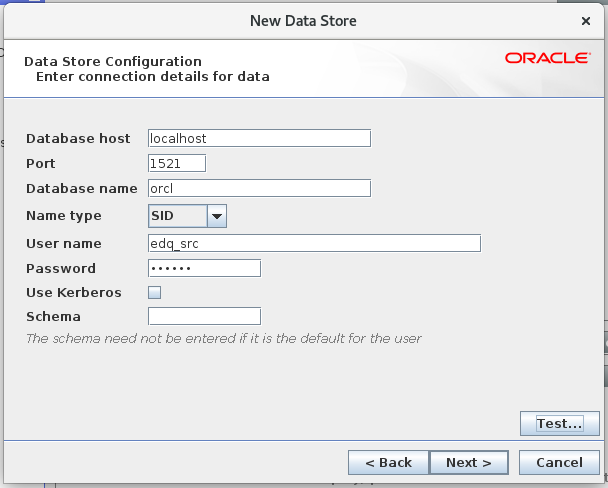 New Data Store
Data Store Configuration
Enter connection details for data
ORACLE
Database host localhost
Port 1521
Database name orcl
Name type SID
User name edq_src
Password ••••••
Use Kerberos
Schema
The schema need not be entered if it is the default for the user
Test...
< Back Next > Cancel